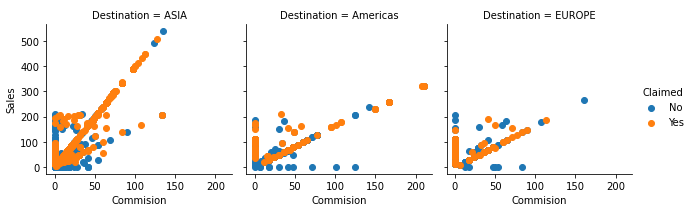 Destination = ASIA
Destination = Americas
Destination = EUROPE
Sales
500
400
300
200
100
0
0 50 100 150 200
0 50 100 150 200
0 50 100 150 200
Commision
Commision
Commision
Claimed
No
Yes